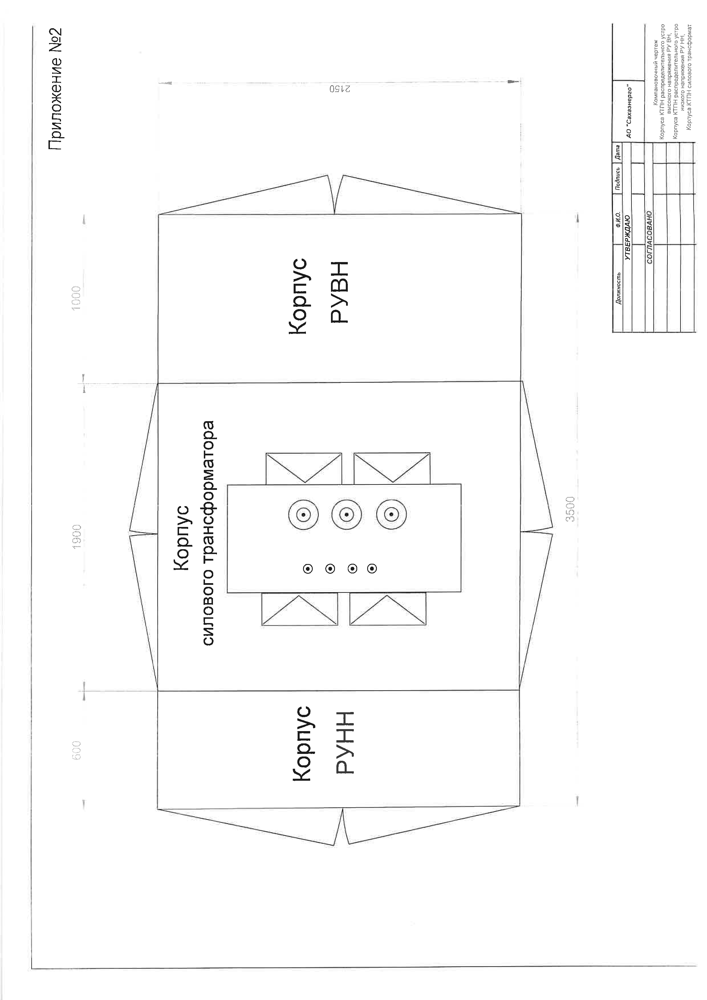 Приложение №2
600
1900
1000
2150
Корпус
РУНН
Корпус
силового трансформатора
Корпус
РУВН
3500
Должность
Ф.И.О.
Подпись
Дата
УТВЕРЖДАЮ
АО "Сахаэнерго"
СОГЛАСОВАНО
Компановочный чертеж
Корпуса КТПН распределительного устро
высокого напряжения РУ ВН,
Корпуса КТПН распределительного устро
низкого напряжения РУ НН,
Корпуса КТПН силового трансформат